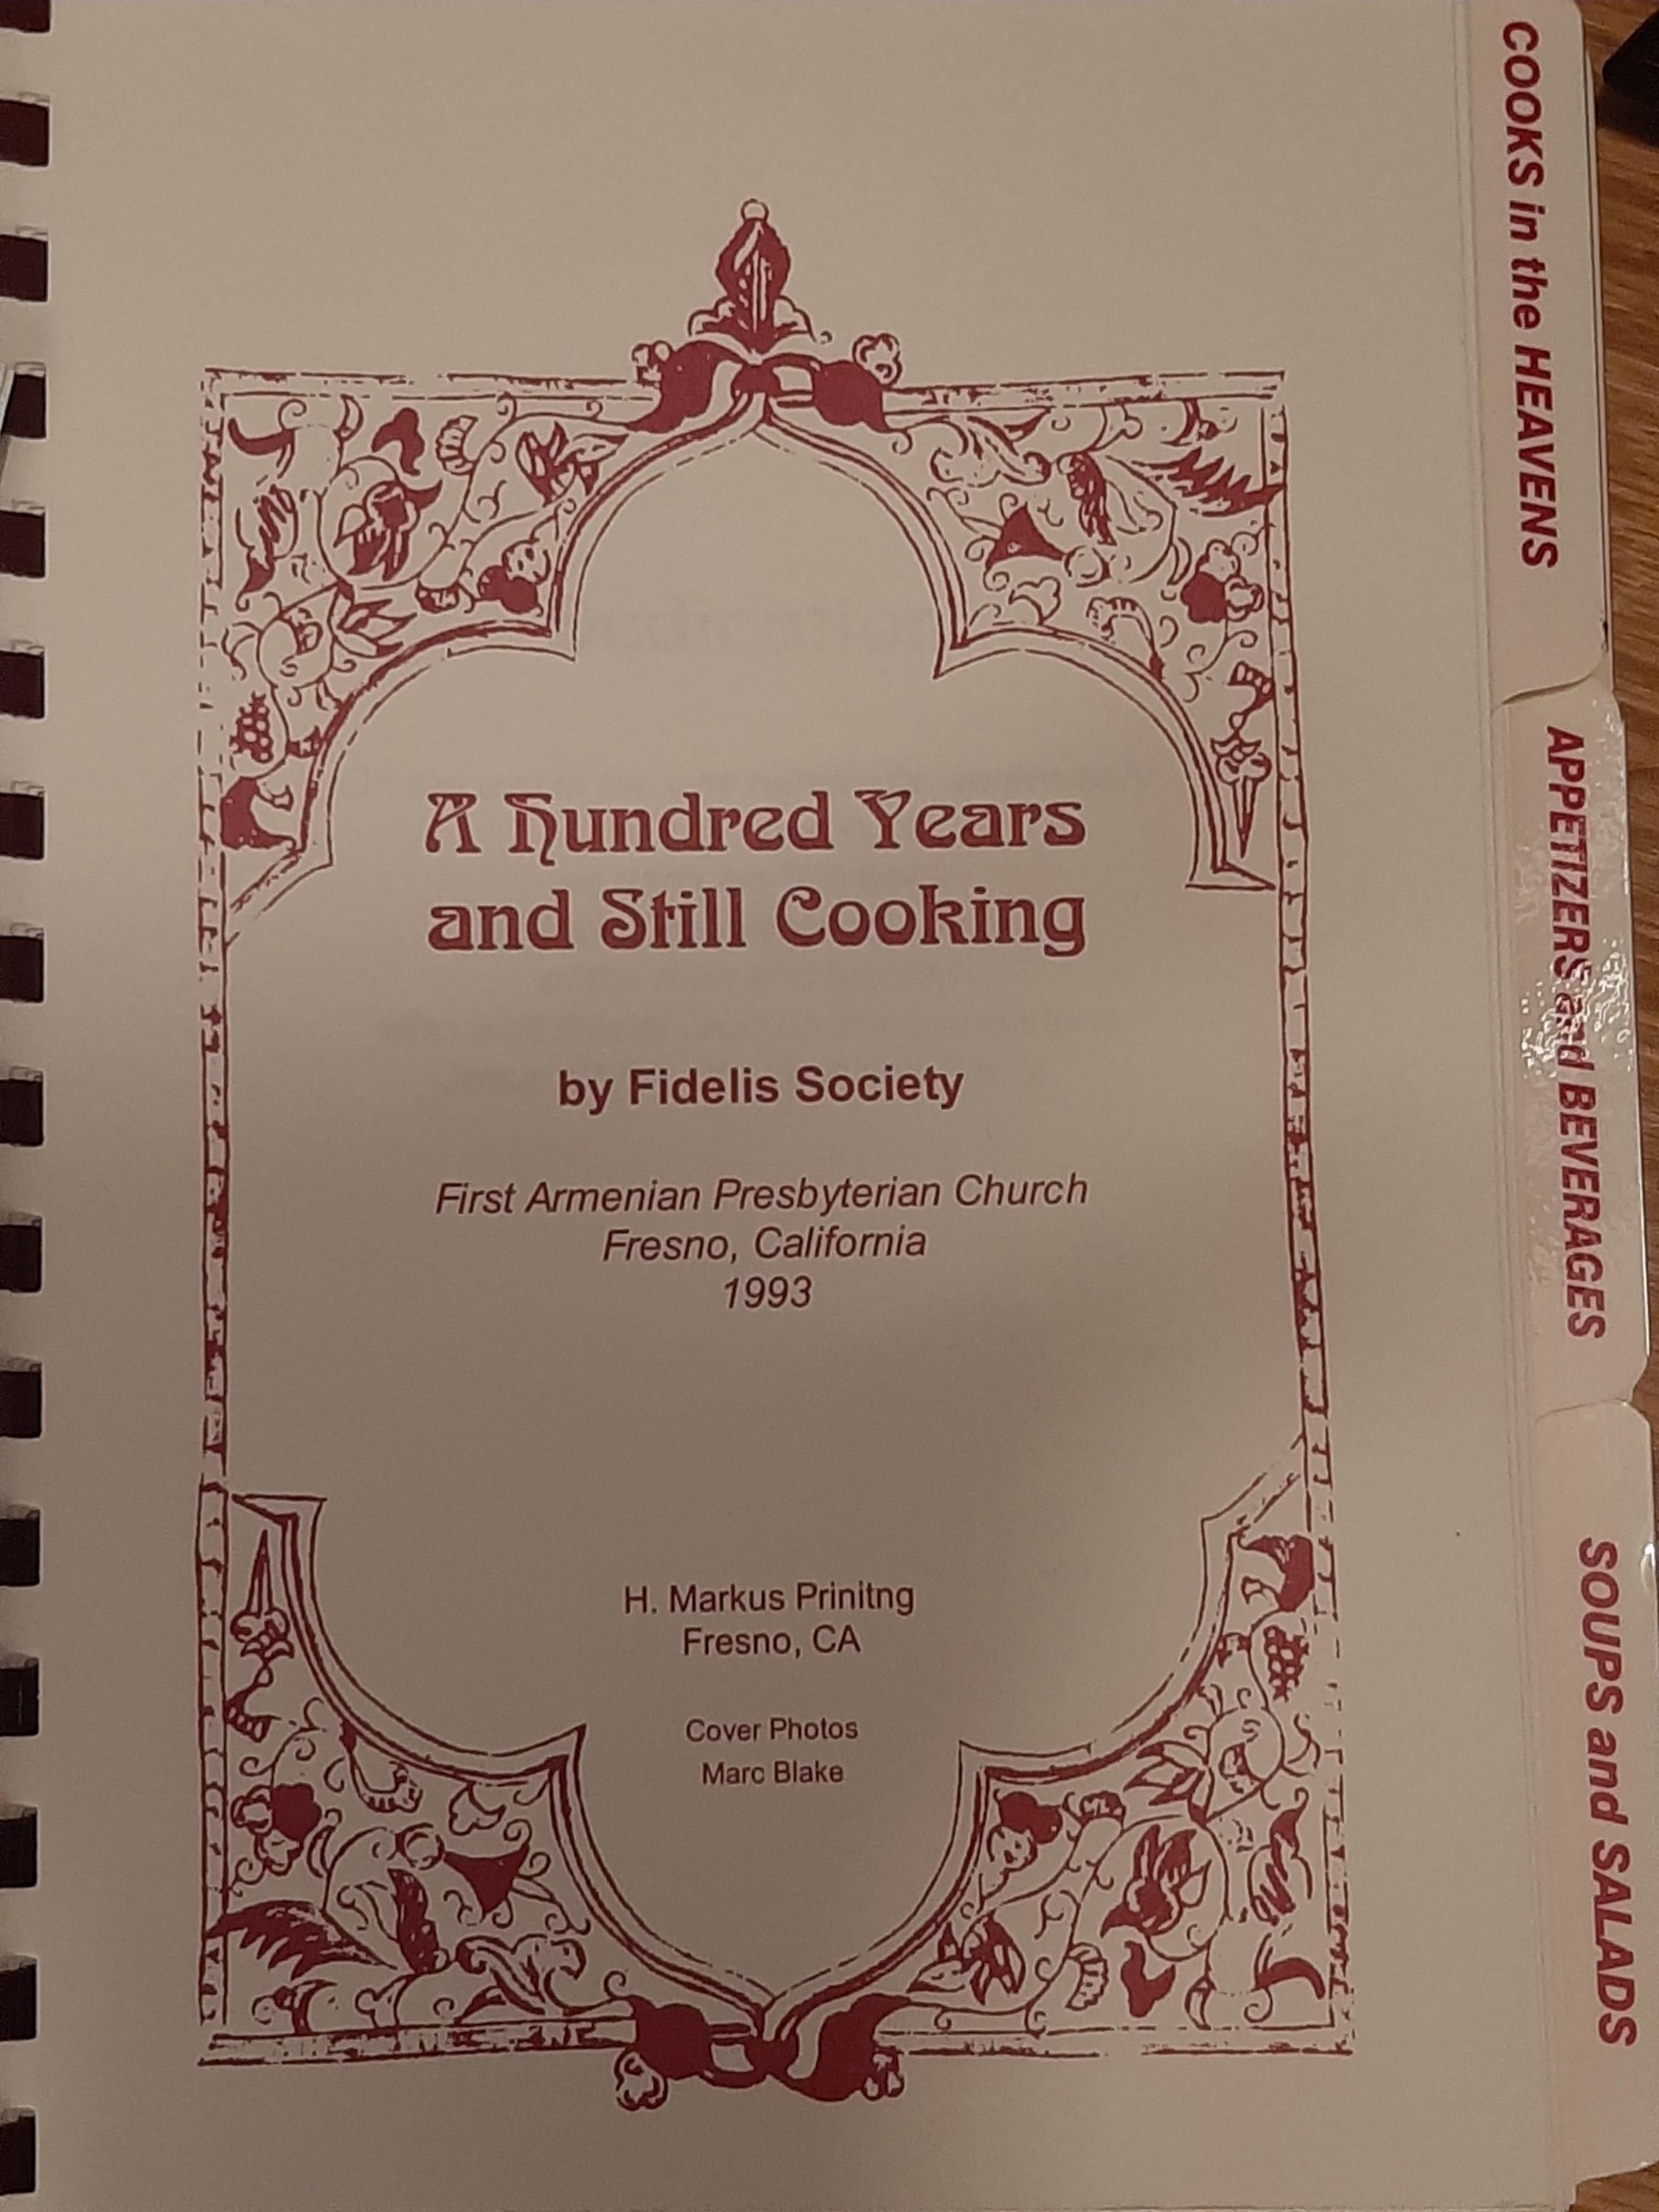 A Hundred Years
and Still Cooking
by Fidelis Society
First Armenian Presbyterian Church
Fresno, California
1993
H. Markus Prinitng
Fresno, CA
Cover Photos
Marc Blake
COOKS in the HEAVENS
APPETIZERS and BEVERAGES
SOUPS and SALADS